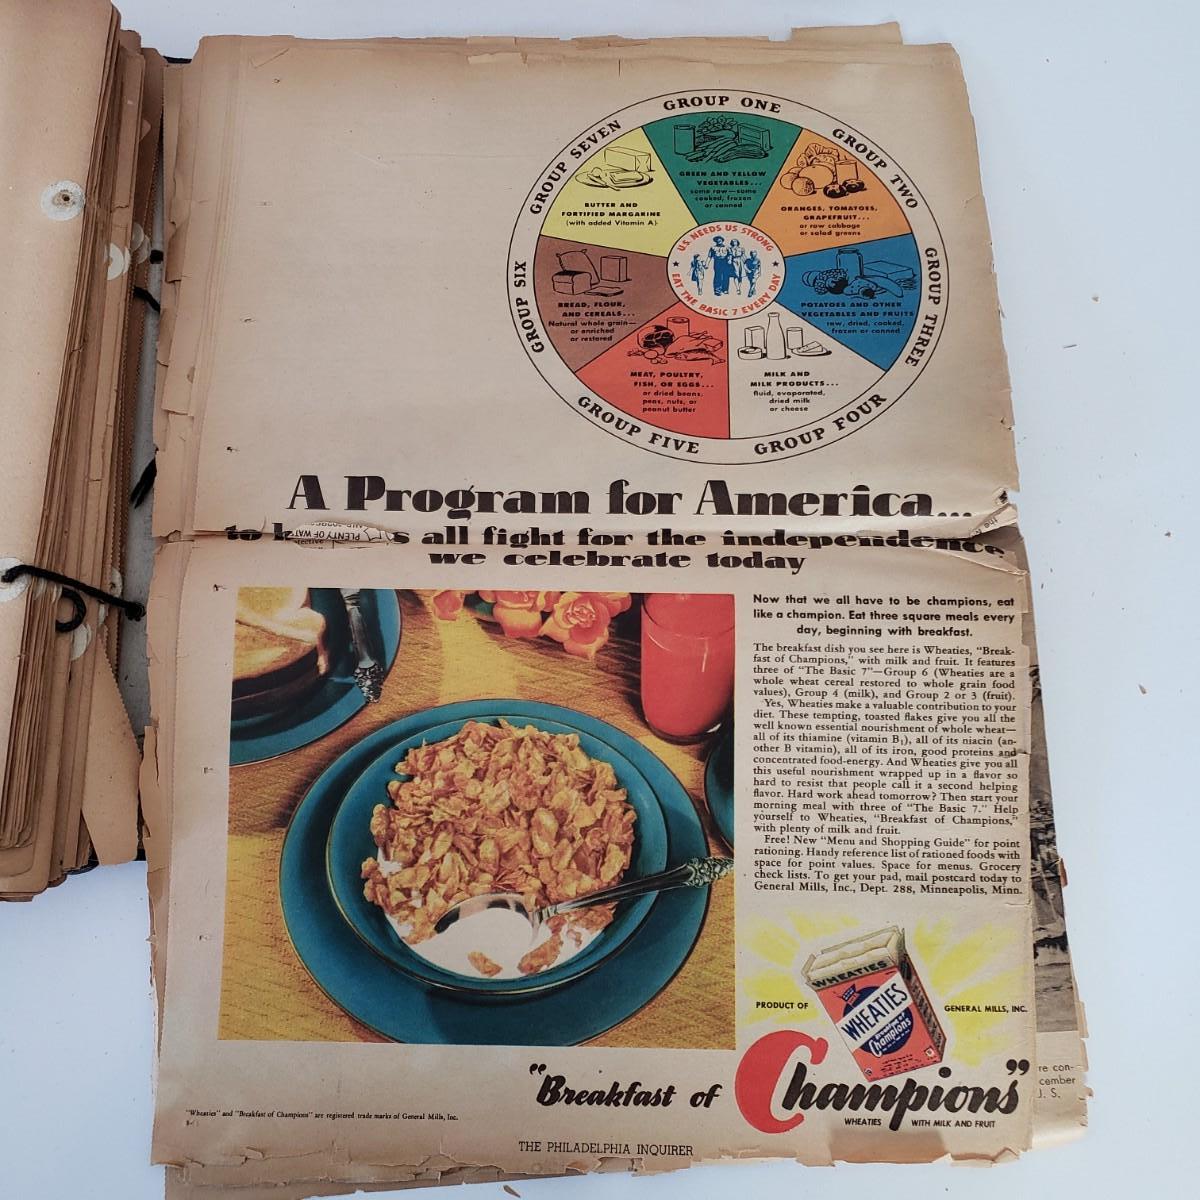 GROUP ONE
GREEN AND YELLOW
VEGETABLES...
some raw—some
cooked, frozen
or canned
GROUP TWO
ORANGES, TOMATOES,
GRAPEFRUIT...
or raw cabbage
or salad greens
GROUP THREE
POTATOES AND OTHER
VEGETABLES AND FRUITS
raw, dried, cooked,
frozen or canned
GROUP FOUR
MILK AND
MILK PRODUCTS...
fluid, evaporated,
dried milk
or cheese
GROUP FIVE
MEAT, POULTRY,
FISH, OR EGGS...
or dried beans,
peas, nuts, or
peanut butter
GROUP SIX
BREAD, FLOUR,
AND CEREALS...
Natural whole grain—
or enriched
or restored
GROUP SEVEN
BUTTER AND
FORTIFIED MARGARINE
(with added Vitamin A)
U.S. NEEDS US STRONG
EAT THE BASIC 7 EVERY DAY
A Program for America...
to s all fight for the independence
PLENTY OF WAT
the
we celebrate today
Now that we all have to be champions, eat
like a champion. Eat three square meals every
day, beginning with breakfast.
The breakfast dish you see here is Wheaties, "Break-
fast of Champions," with milk and fruit. It features
three of "The Basic 7"—Group 6 (Wheaties are a
whole wheat cereal restored to whole grain food
values), Group 4 (milk), and Group 2 or 3 (fruit).
Yes, Wheaties make a valuable contribution to your
diet. These tempting, toasted flakes give you all the
well known essential nourishment of whole wheat—
all of its thiamine (vitamin B₁), all of its niacin (an-
other B vitamin), all of its iron, good proteins and
concentrated food-energy. And Wheaties give you all
this useful nourishment wrapped up in a flavor so
hard to resist that people call it a second helping
flavor. Hard work ahead tomorrow? Then start your
morning meal with three of "The Basic 7." Help
yourself to Wheaties, "Breakfast of Champions,"
with plenty of milk and fruit.
Free! New "Menu and Shopping Guide" for point
rationing. Handy reference list of rationed foods with
space for point values. Space for menus. Grocery
check lists. To get your pad, mail postcard today to
General Mills, Inc., Dept. 288, Minneapolis, Minn.
WHEATIES
WHEATIES
Breakfast of
Champions
PRODUCT OF
GENERAL MILLS, INC.
"Breakfast of Champions"
WHEATIES WITH MILK AND FRUIT
"Wheaties" and "Breakfast of Champions" are registered trade marks of General Mills, Inc.
THE PHILADELPHIA INQUIRER
re con-
cember
U. S.